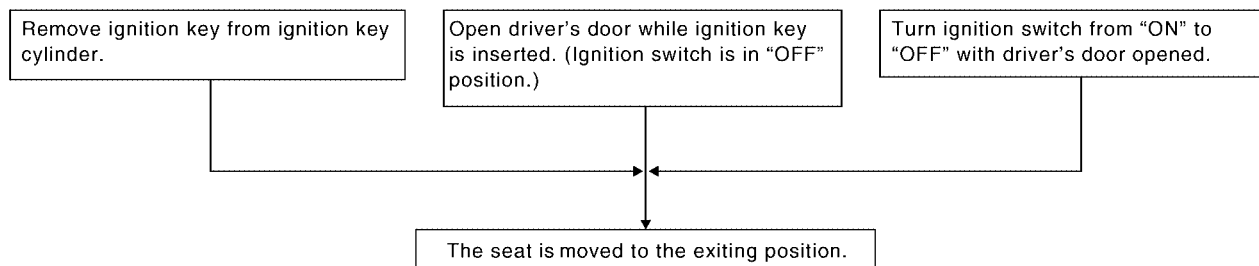 Remove ignition key from ignition key
cylinder.
Open driver's door while ignition key
is inserted. (Ignition switch is in “OFF”
position.)
Turn ignition switch from “ON” to
“OFF” with driver's door opened.
The seat is moved to the exiting position.